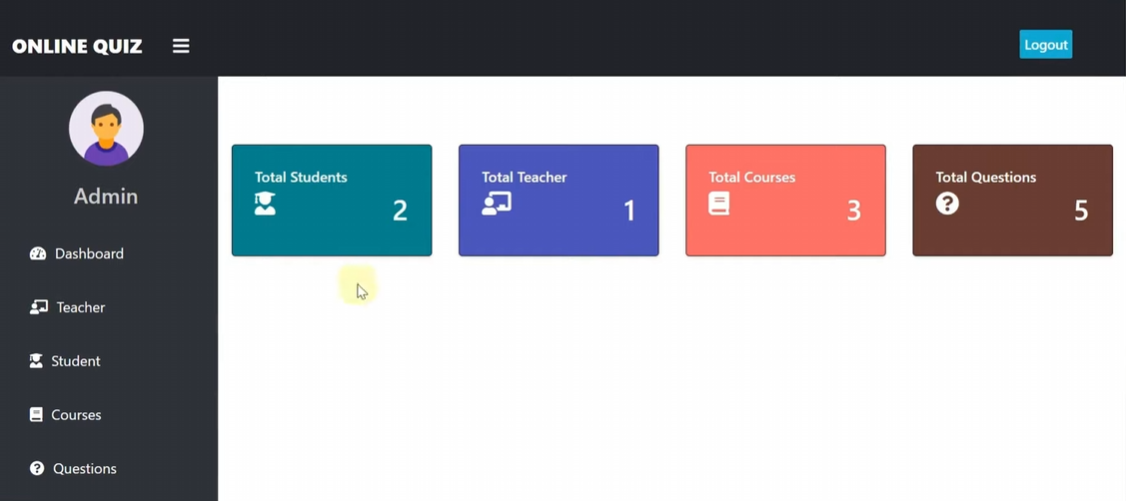 ONLINE QUIZ
Logout
Admin
Dashboard
Teacher
Student
Courses
Questions
Total Students
2
Total Teacher
1
Total Courses
3
Total Questions
5